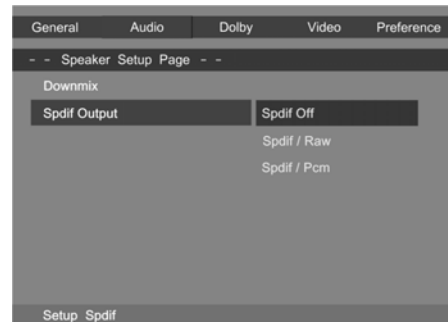 General Audio Dolby Video Preference
- - Speaker Setup Page - -
Downmix
Spdif Output Spdif Off
Spdif / Raw
Spdif / Pcm
Setup Spdif